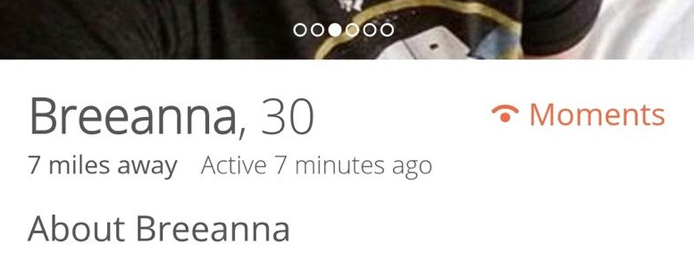 Breeanna, 30
Moments
7 miles away Active 7 minutes ago
About Breeanna